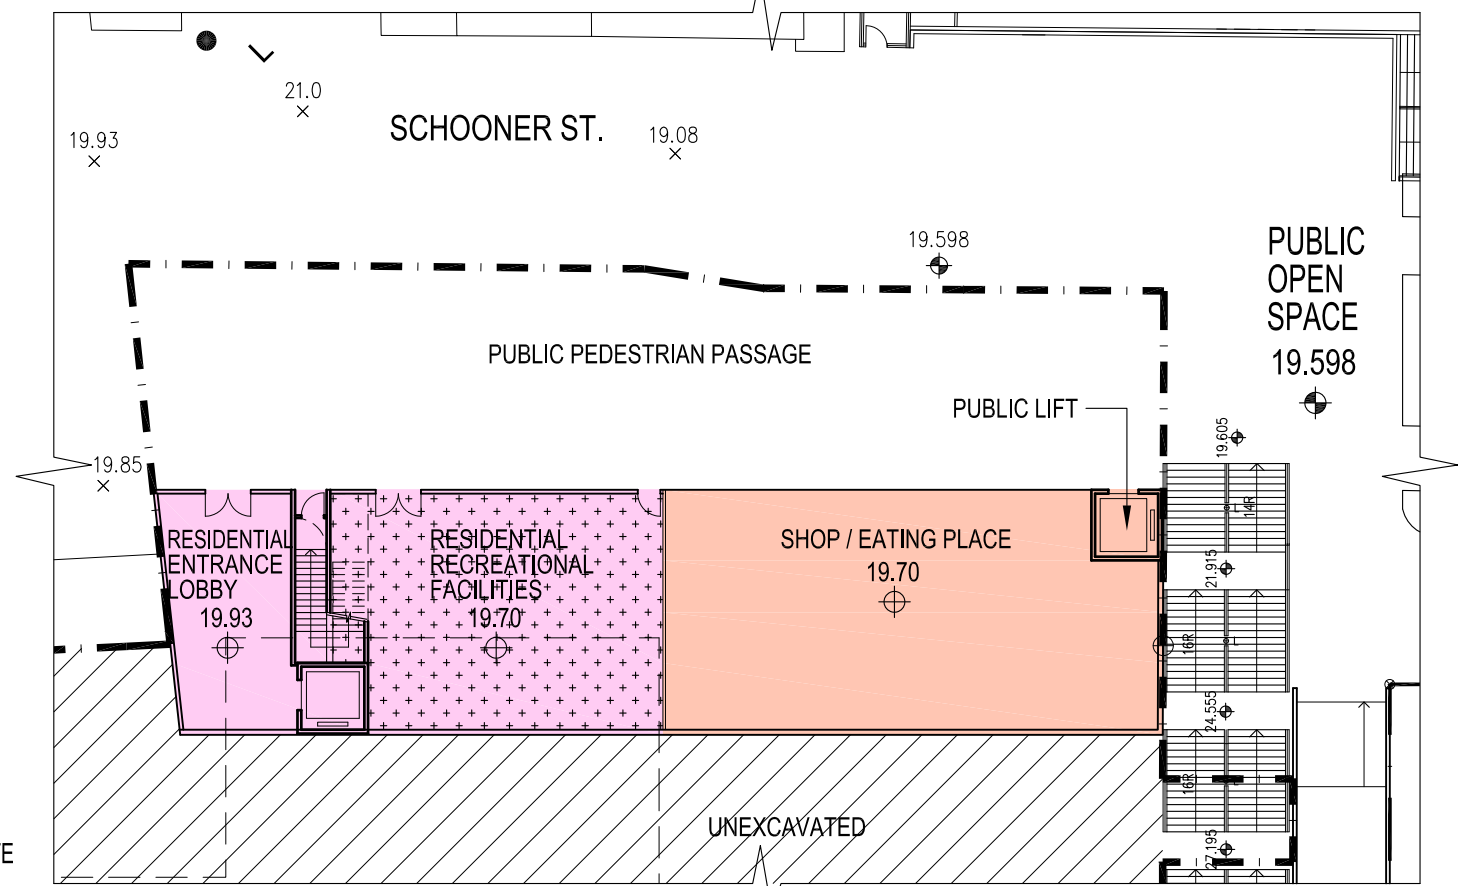 21.0
SCHOONER ST.
19.93
19.08
19.598
PUBLIC
OPEN
SPACE
19.598
PUBLIC PEDESTRIAN PASSAGE
PUBLIC LIFT
19.605
19.85
14R
RESIDENTIAL
ENTRANCE
LOBBY
19.93
RESIDENTIAL
RECREATIONAL
FACILITIES
19.70
SHOP / EATING PLACE
19.70
21.915
16R
24.555
16R
UNEXCAVATED
27.195